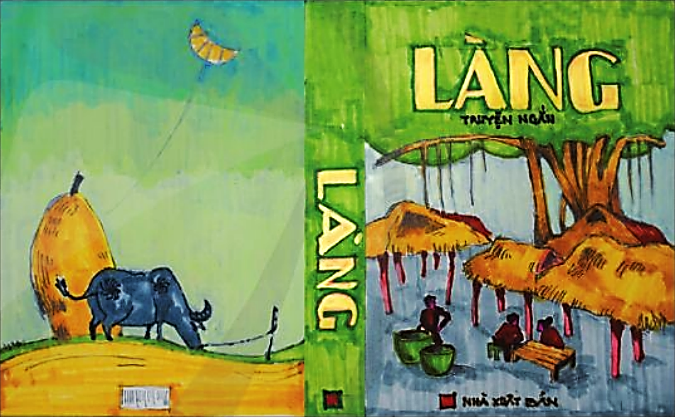 LÀNG
LÀNG
TRUYỆN NGẮN
NHÀ XUẤT BẢN